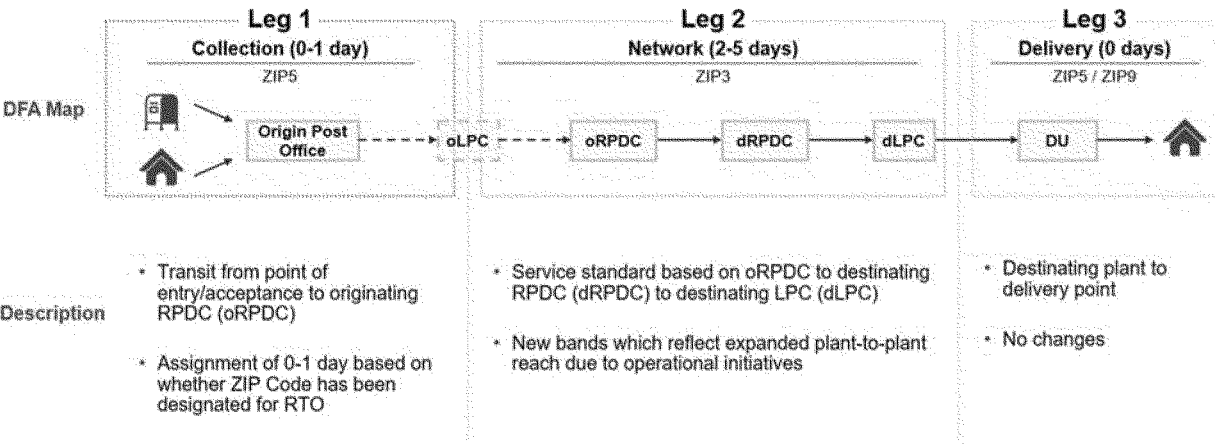 Leg 1
Collection (0-1 day)
ZIP5
Leg 2
Network (2-5 days)
ZIP3
Leg 3
Delivery (0 days)
ZIP5 / ZIP9
DFA Map
Origin Post
Office
oLPC
oRPDC
dRPDC
dLPC
DU
Description
• Transit from point of
entry/acceptance to originating
RPDC (oRPDC)
• Assignment of 0-1 day based on
whether ZIP Code has been
designated for RTO
• Service standard based on oRPDC to destinating
RPDC (dRPDC) to destinating LPC (dLPC)
• New bands which reflect expanded plant-to-plant
reach due to operational initiatives
• Destinating plant to
delivery point
• No changes